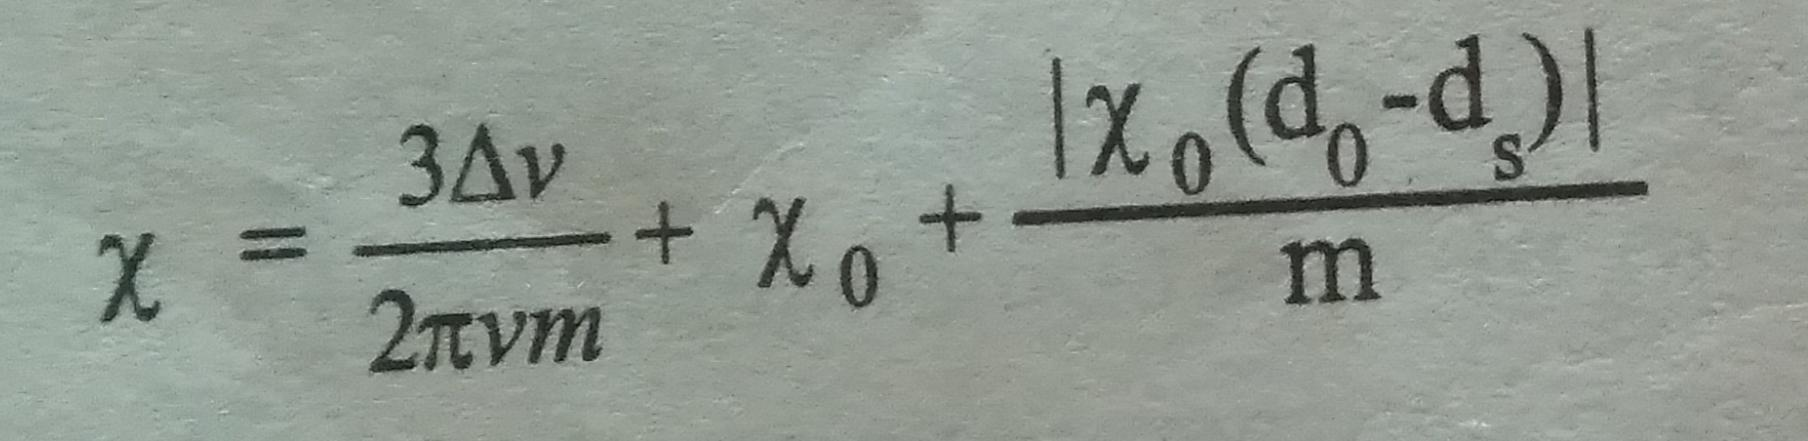 χ = 3Δν / 2πνm + χ₀ + |χ₀(d₀-dₛ)| / m